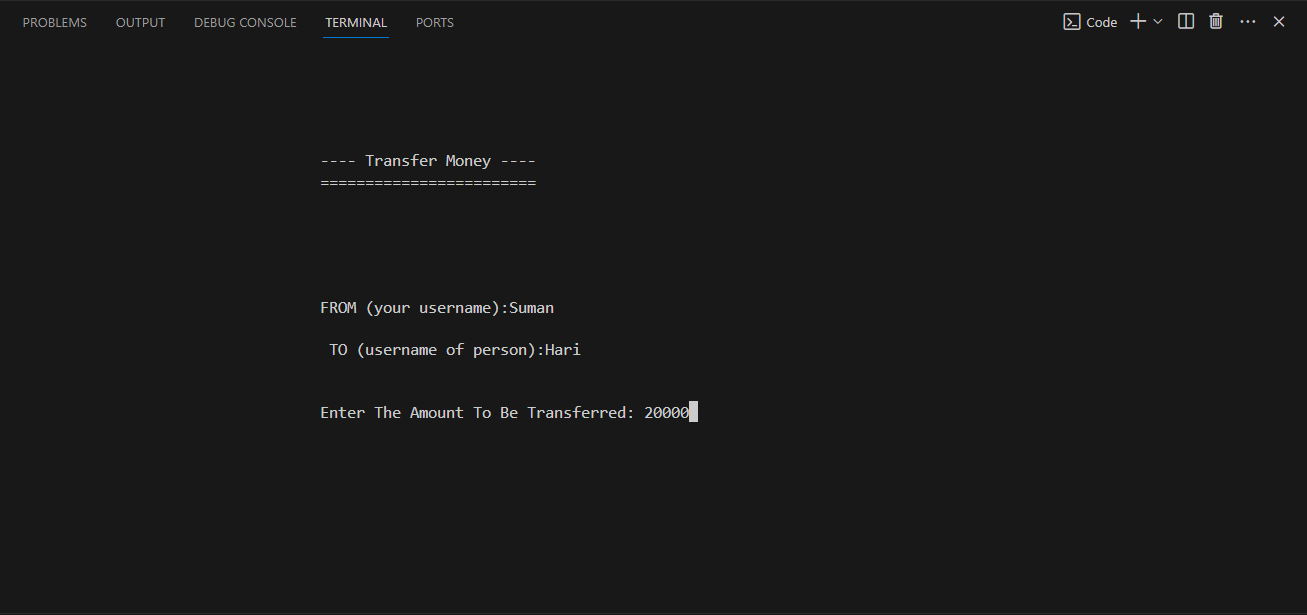 PROBLEMS OUTPUT DEBUG CONSOLE TERMINAL PORTS Code
---- Transfer Money ----
========================
FROM (your username):Suman
TO (username of person):Hari
Enter The Amount To Be Transferred: 20000